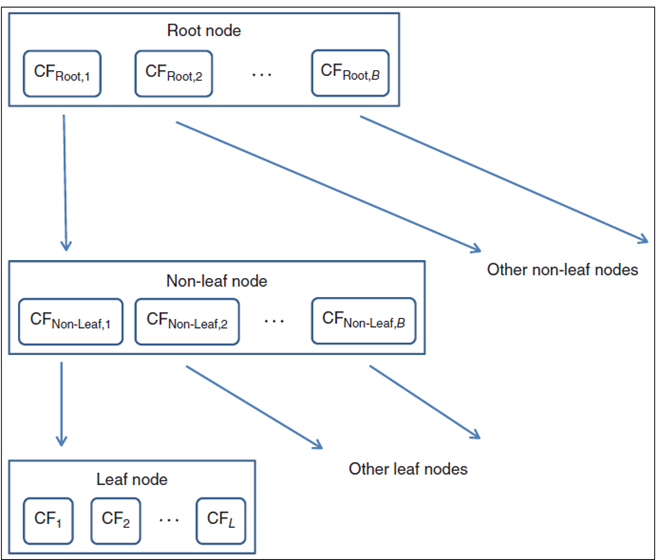 Root node
CFRoot,1 CFRoot,2 ... CFRoot,B
Other non-leaf nodes
Non-leaf node
CFNon-Leaf,1 CFNon-Leaf,2 ... CFNon-Leaf,B
Other leaf nodes
Leaf node
CF1 CF2 ... CFL